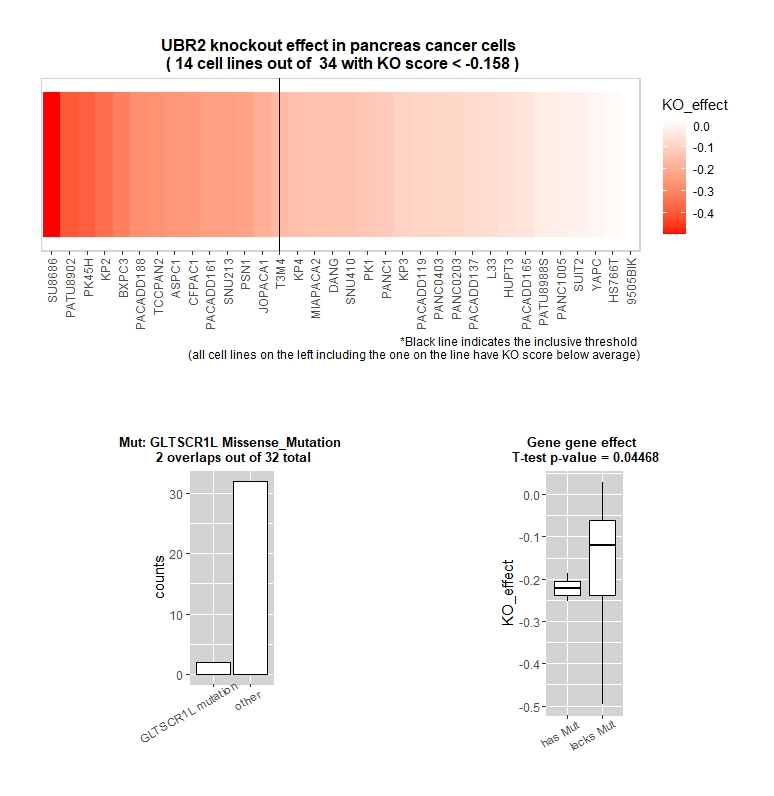 UBR2 knockout effect in pancreas cancer cells
( 14 cell lines out of  34 with KO score < -0.158 )
KO_effect
0.0
-0.1
-0.2
-0.3
-0.4
SU8686
PATU8902
PK45H
KP2
BXPC3
PACADD188
TCCPAN2
ASPC1
CFPAC1
PACADD161
SNU213
PSN1
JOPACA1
T3M4
KP4
MIAPACA2
DANG
SNU410
PK1
PANC1
KP3
PACADD119
PANC0403
PANC0203
PACADD137
L33
HUPT3
PACADD165
PATU8988S
PANC1005
SUIT2
YAPC
HS766T
9505BIK
*Black line indicates the inclusive threshold
(all cell lines on the left including the one on the line have KO score below average)
Mut: GLTSCR1L Missense_Mutation
2 overlaps out of 32 total
counts
30
20
10
0
GLTSCR1L mutation
other
Gene gene effect
T-test p-value = 0.04468
KO_effect
0.0
-0.1
-0.2
-0.3
-0.4
-0.5
has Mut
lacks Mut